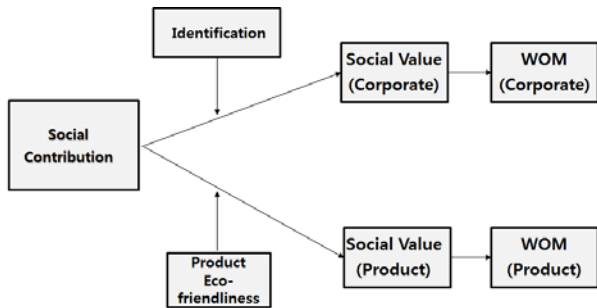 Identification
Social Value
(Corporate)
WOM
(Corporate)
Social
Contribution
Social Value
(Product)
WOM
(Product)
Product
Eco-
friendliness